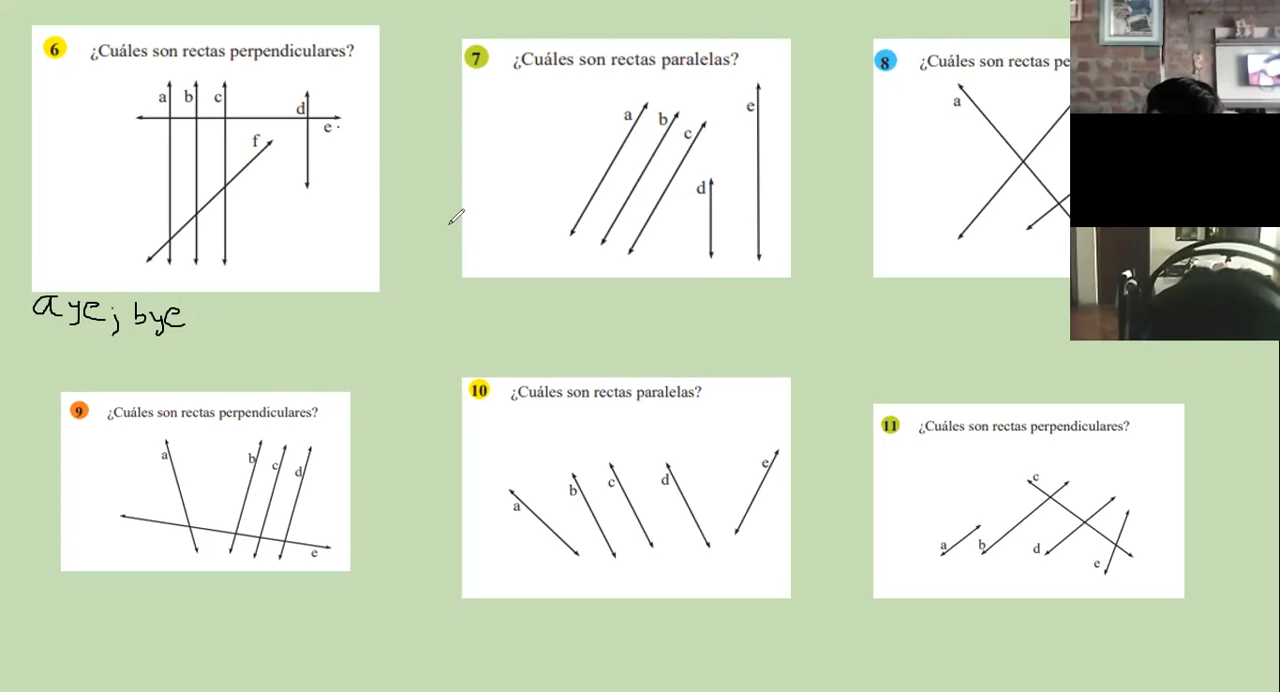 6 ¿Cuáles son rectas perpendiculares?
a b c d
e
f
a y e; b y e
7 ¿Cuáles son rectas paralelas?
a b c d e
8 ¿Cuáles son rectas pe
a
9 ¿Cuáles son rectas perpendiculares?
a b c d
e
10 ¿Cuáles son rectas paralelas?
a b c d e
11 ¿Cuáles son rectas perpendiculares?
c
a b d
e